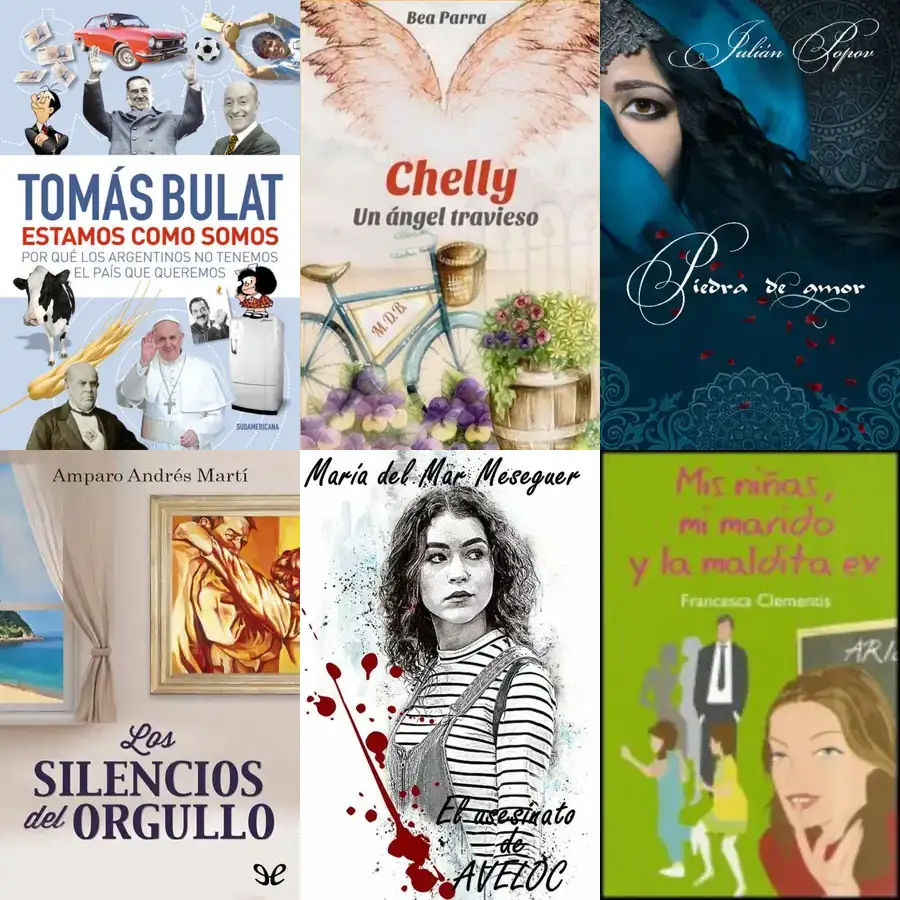 TOMÁS BULAT
ESTAMOS COMO SOMOS
POR QUÉ LOS ARGENTINOS NO TENEMOS
EL PAÍS QUE QUEREMOS
SUDAMERICANA
Bea Parra
Chelly
Un ángel travieso
M.D.B.
Julián Popov
Piedra de amor
Amparo Andrés Martí
Los
SILENCIOS
del ORGULLO
María del Mar Meseguer
El asesinato
de
AVELOC
Mis niñas,
mi marido
y la maldita ex
Francesca Clementis